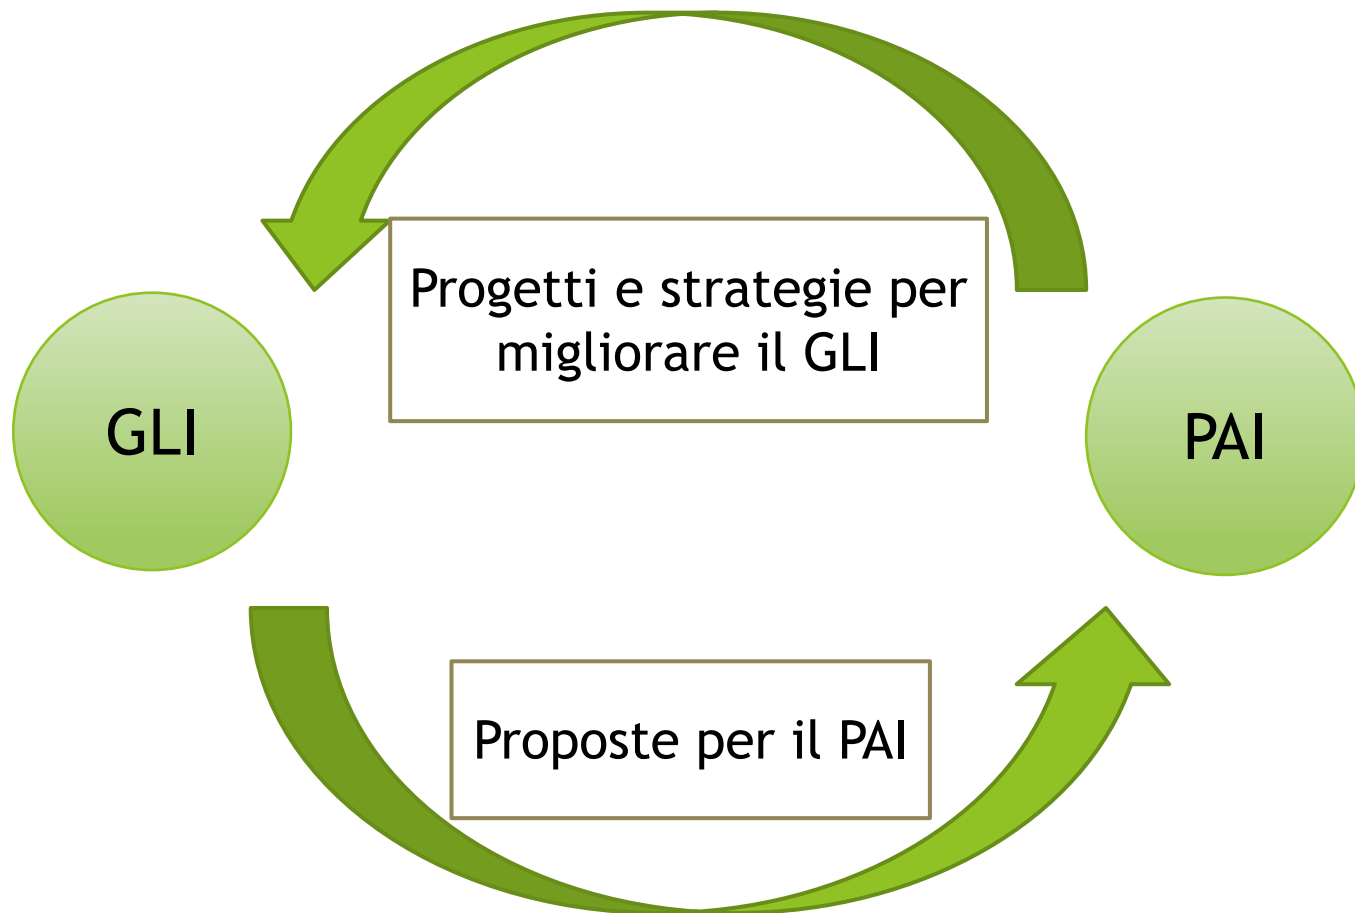 Progetti e strategie per
migliorare il GLI
GLI
PAI
Proposte per il PAI